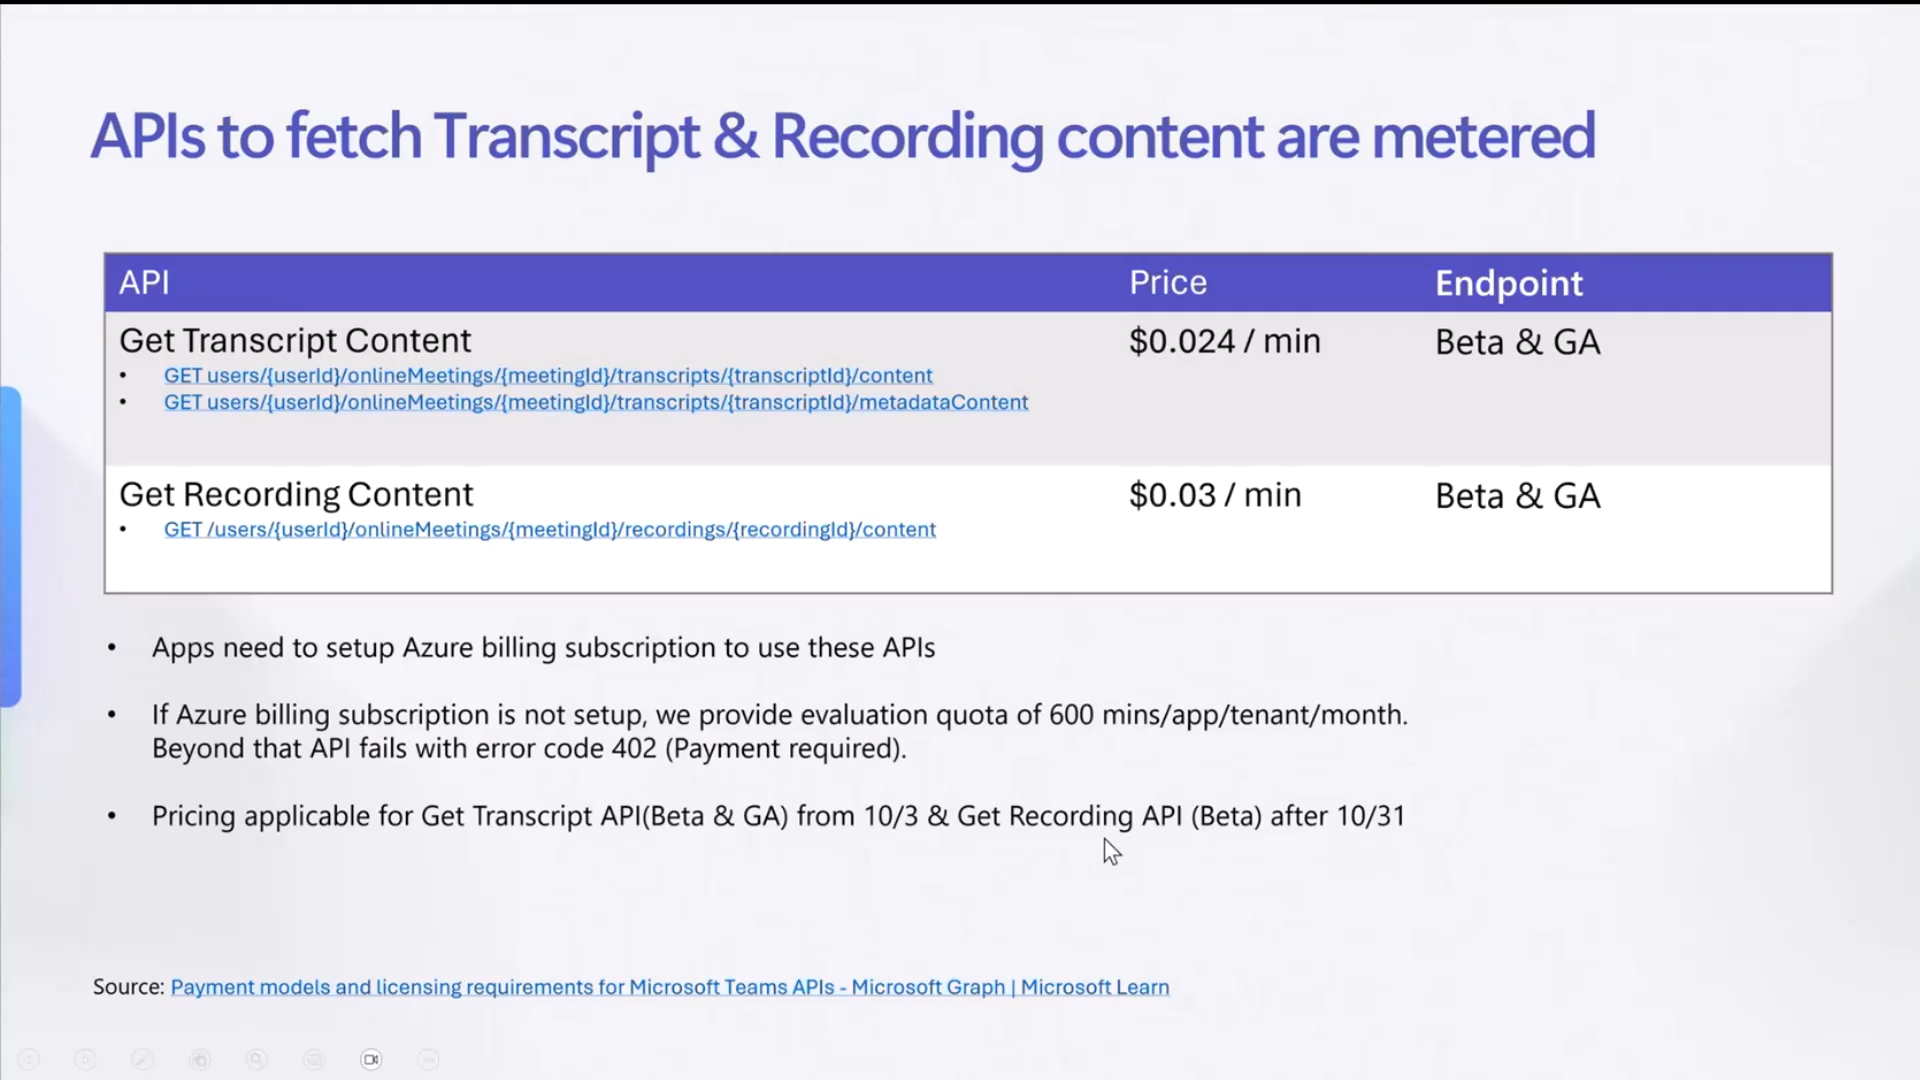 APIs to fetch Transcript & Recording content are metered
API Price Endpoint
Get Transcript Content $0.024 / min Beta & GA
• GET users/{userId}/onlineMeetings/{meetingId}/transcripts/{transcriptId}/content
• GET users/{userId}/onlineMeetings/{meetingId}/transcripts/{transcriptId}/metadataContent
Get Recording Content $0.03 / min Beta & GA
• GET /users/{userId}/onlineMeetings/{meetingId}/recordings/{recordingId}/content
• Apps need to setup Azure billing subscription to use these APIs
• If Azure billing subscription is not setup, we provide evaluation quota of 600 mins/app/tenant/month.
Beyond that API fails with error code 402 (Payment required).
• Pricing applicable for Get Transcript API(Beta & GA) from 10/3 & Get Recording API (Beta) after 10/31
Source: Payment models and licensing requirements for Microsoft Teams APIs - Microsoft Graph | Microsoft Learn